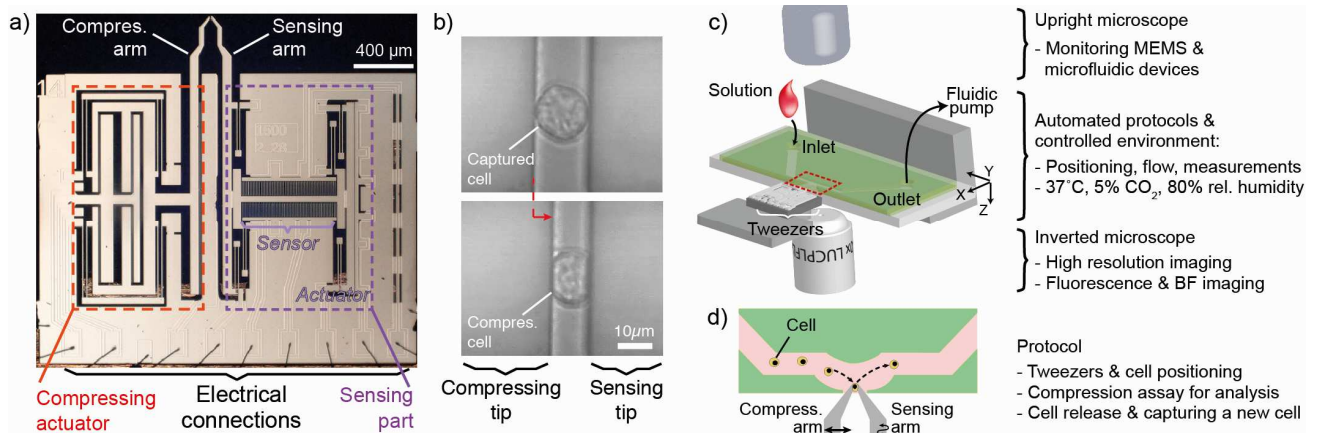 a)
Compres.
arm
Sensing
arm
400 µm
1500
2 28
Sensor
Actuator
Compressing
actuator
Electrical
connections
Sensing
part
b)
Captured
cell
Compres.
cell
10µm
Compressing
tip
Sensing
tip
c)
Solution
Inlet
Fluidic
pump
Outlet
Tweezers
X
Y
Z
Upright microscope
- Monitoring MEMS &
microfluidic devices
Automated protocols &
controlled environment:
- Positioning, flow, measurements
- 37˚C, 5% CO₂, 80% rel. humidity
Inverted microscope
- High resolution imaging
- Fluorescence & BF imaging
d)
Cell
Compress.
arm
Sensing
arm
Protocol
- Tweezers & cell positioning
- Compression assay for analysis
- Cell release & capturing a new cell